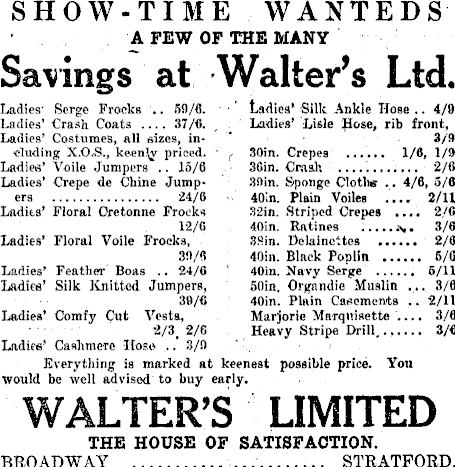 SHOW-TIME WANTEDS
A FEW OF THE MANY
Savings at Walter's Ltd.
Ladies' Serge Frocks .. 59/6.
Ladies' Crash Coats .... 37/6.
Ladies' Costumes, all sizes, in-
cluding X.O.S., keenly priced.
Ladies' Voile Jumpers .. 15/6
Ladies' Crepe de Chine Jump-
ers ................ 24/6
Ladies' Floral Cretonne Frocks
12/6
Ladies' Floral Voile Frocks,
39/6
Ladies' Feather Boas .. 24/6
Ladies' Silk Knitted Jumpers,
39/6
Ladies' Comfy Cut Vests,
2/3, 2/6
Ladies' Cashmere Hose .. 3/9
Ladies' Silk Ankle Hose .. 4/9
Ladies' Lisle Hose, rib front,
3/9
30in. Crepes ...... 1/6, 1/9
36in. Crash ........... 2/6
39in. Sponge Cloths .. 4/6, 5/6
40in. Plain Voiles .... 2/11
32in. Striped Crepes .... 2/6
40in. Ratines ........ 3/6
38in. Delainettes ...... 2/6
40in. Black Poplin ...... 5/6
40in. Navy Serge ...... 5/11
50in. Organdie Muslin ... 3/6
40in. Plain Casements .. 2/11
Marjorie Marquisette .... 3/6
Heavy Stripe Drill ....... 3/6
Everything is marked at keenest possible price. You
would be well advised to buy early.
WALTER'S LIMITED
THE HOUSE OF SATISFACTION.
BROADWAY ...................... STRATFORD.